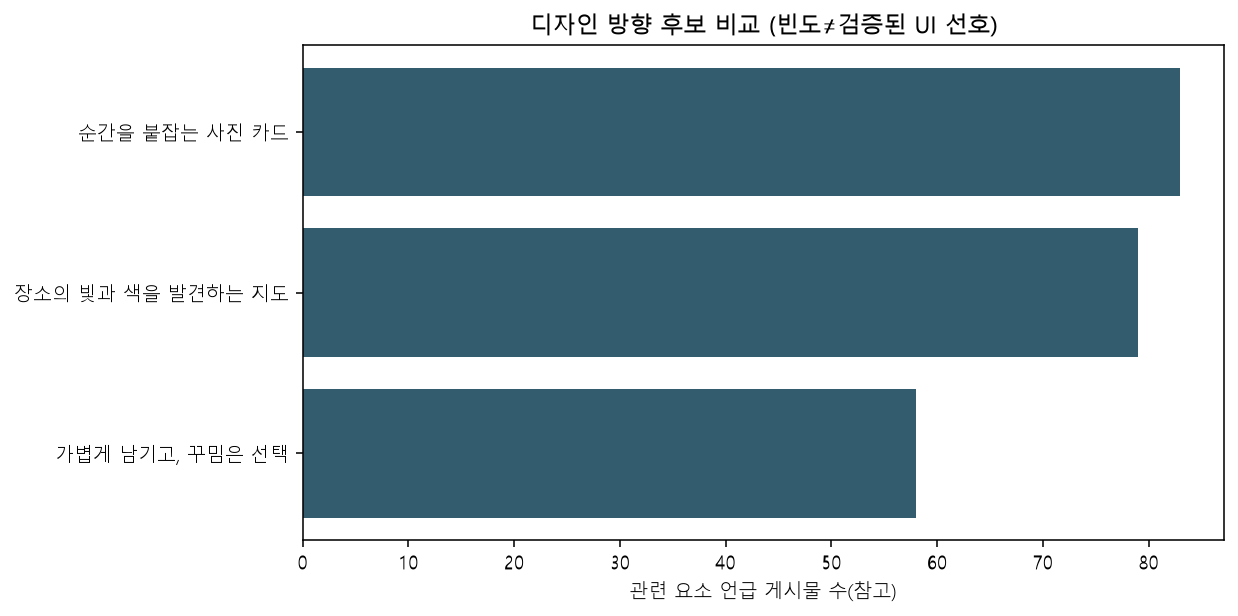 디자인 방향 후보 비교 (빈도≠검증된 UI 선호)
순간을 붙잡는 사진 카드
장소의 빛과 색을 발견하는 지도
가볍게 남기고, 꾸밈은 선택
0 10 20 30 40 50 60 70 80
관련 요소 언급 게시물 수(참고)